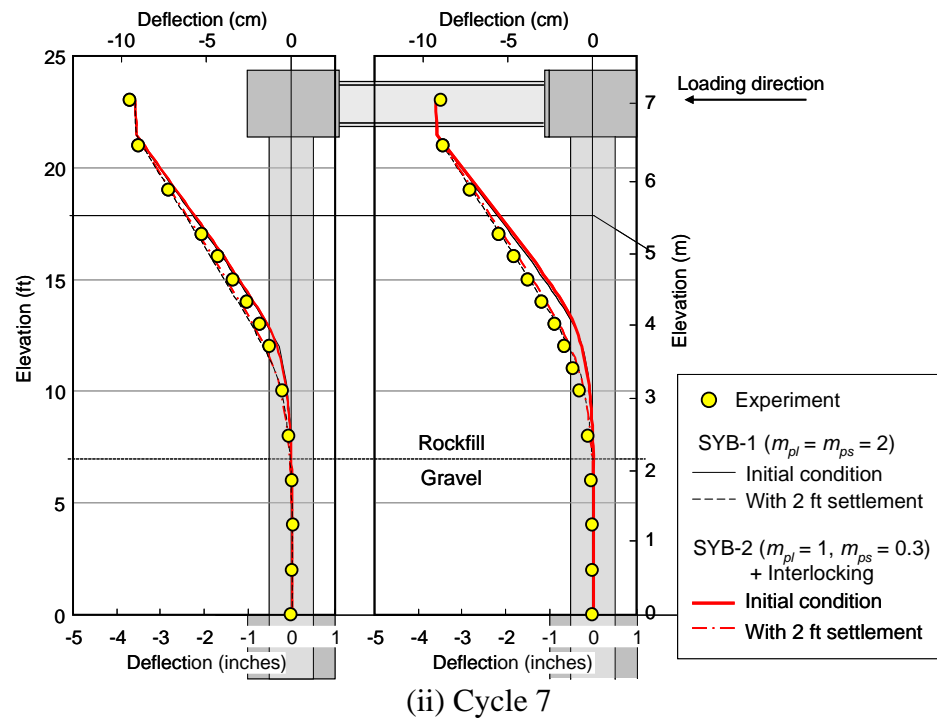 Deflection (cm)
-10 -5 0
Deflection (cm)
-10 -5 0
25
20
15
10
5
0
Elevation (ft)
Loading direction
7
6
5
4
3
2
1
0
Elevation (m)
Rockfill
Gravel
-5 -4 -3 -2 -1 0 1
Deflection (inches)
-5 -4 -3 -2 -1 0 1
Deflection (inches)
Experiment
SYB-1 (mpl = mps = 2)
Initial condition
With 2 ft settlement
SYB-2 (mpl = 1, mps = 0.3)
+ Interlocking
Initial condition
With 2 ft settlement
(ii) Cycle 7